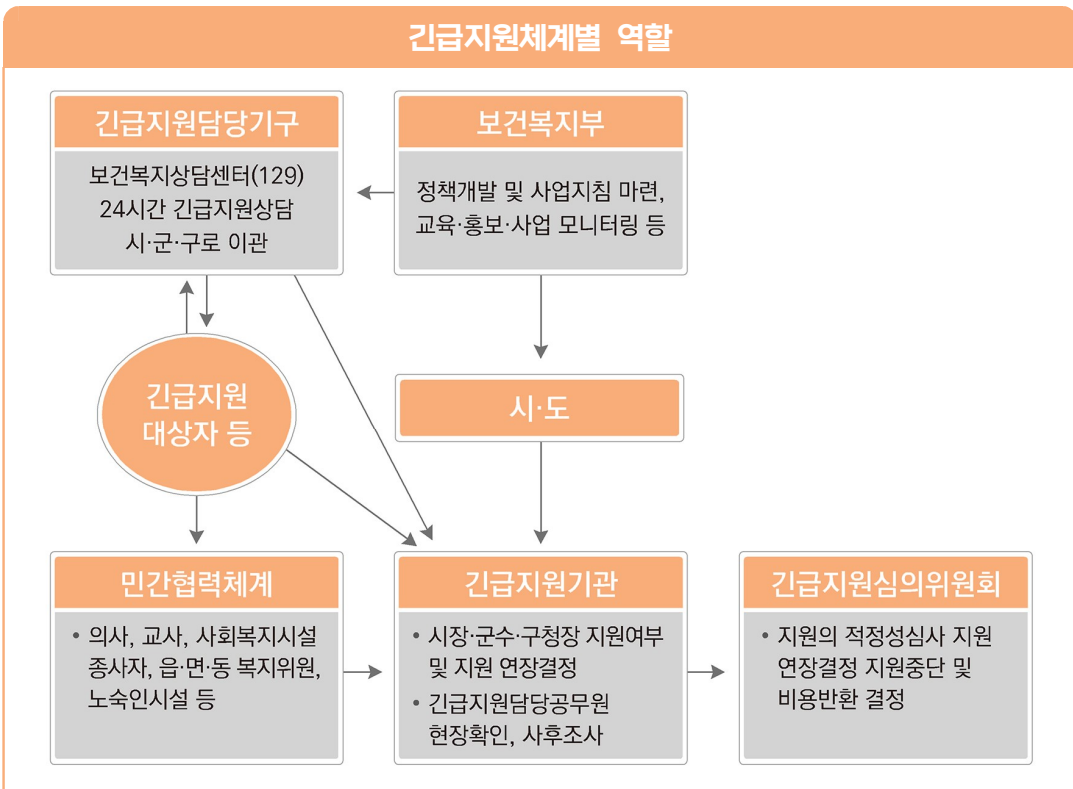 긴급지원체계별 역할
긴급지원담당기구
보건복지상담센터(129)
24시간 긴급지원상담
시·군·구로 이관
보건복지부
정책개발 및 사업지침 마련,
교육·홍보·사업 모니터링 등
긴급지원
대상자 등
시·도
민간협력체계
• 의사, 교사, 사회복지시설
종사자, 읍·면·동 복지위원,
노숙인시설 등
긴급지원기관
• 시장·군수·구청장 지원여부
및 지원 연장결정
• 긴급지원담당공무원
현장확인, 사후조사
긴급지원심의위원회
• 지원의 적정성심사 지원
연장결정 지원중단 및
비용반환 결정